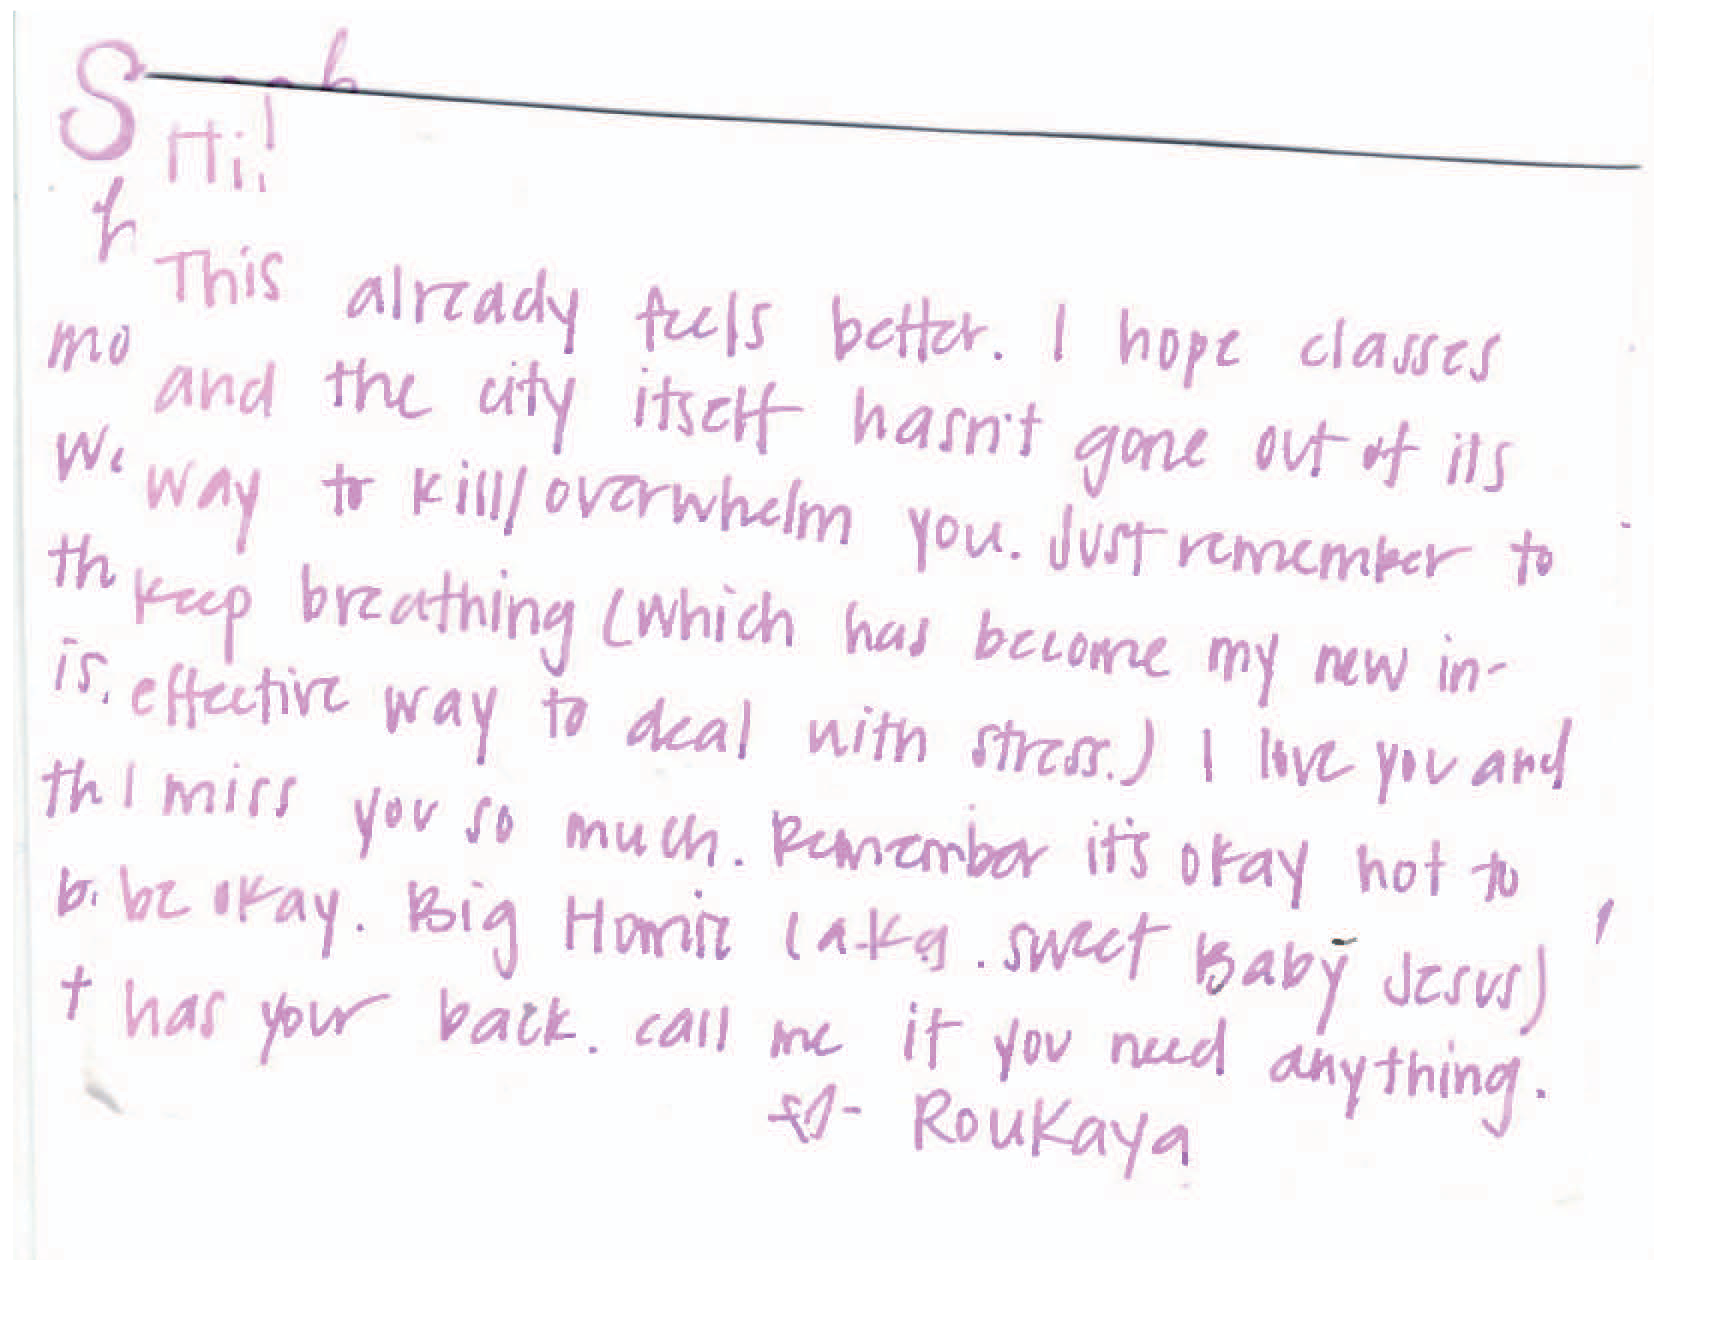 S
Hi!
h
This already feels better. I hope classes
mo
and the city itself hasn't gone out of its
we
way to kill/overwhelm you. Just remember to
th
keep breathing (which has become my new in-
is.
effective way to deal with stress.) I love you and
th
I miss you so much. Remember it's okay not to
b
be okay. Big Homie (aka. sweet Baby Jesus)
t
has your back. call me if you need anything.
- Roukaya